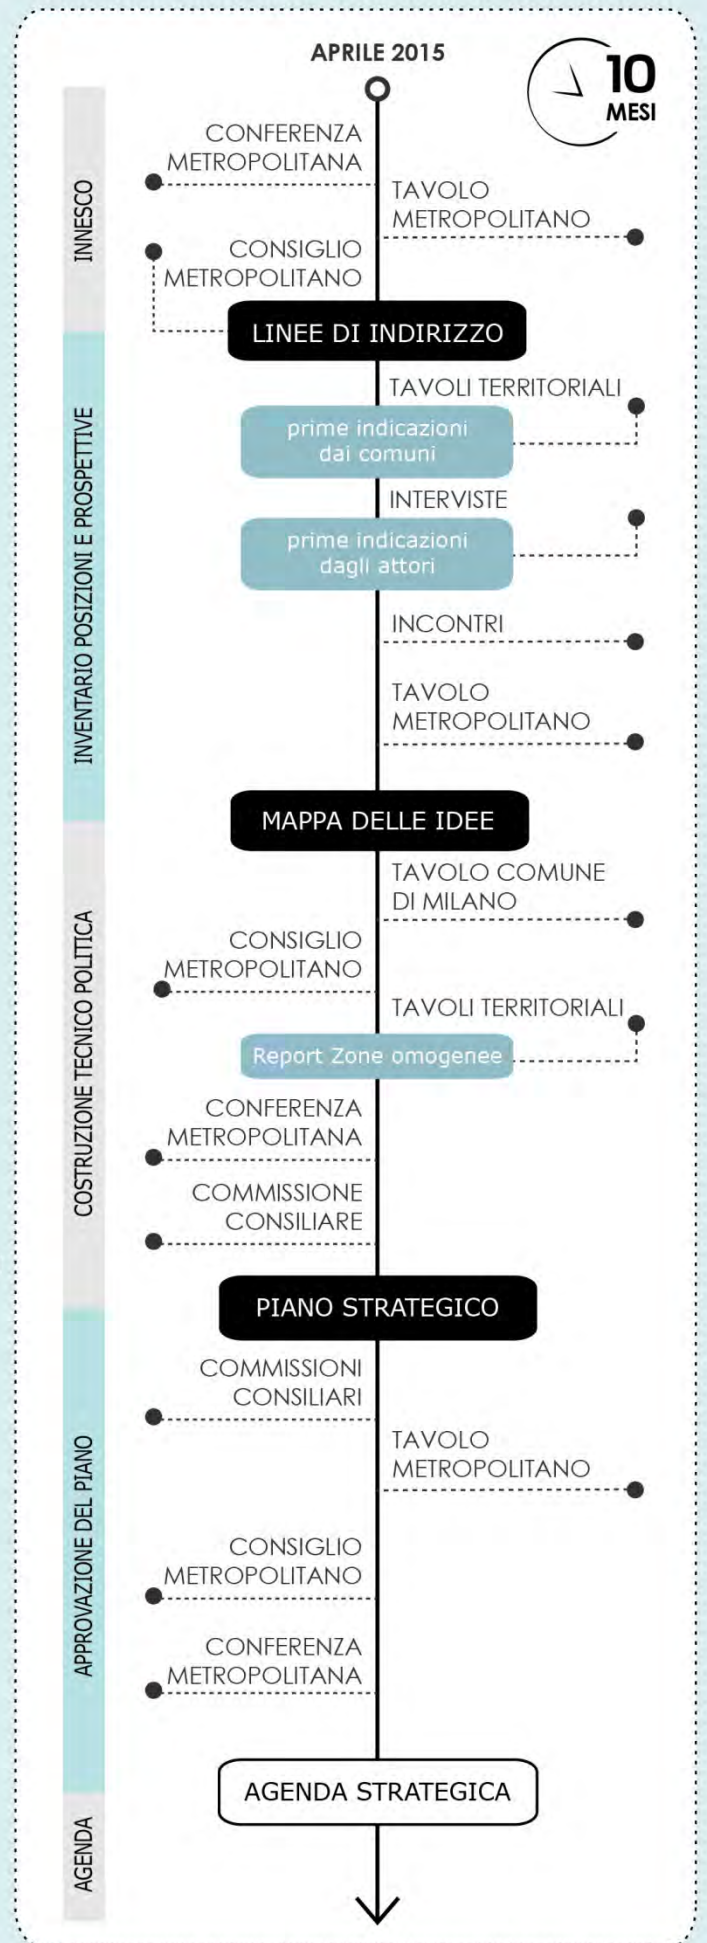 APRILE 2015
10
MESI
INNESCO
CONFERENZA
METROPOLITANA
TAVOLO
METROPOLITANO
CONSIGLIO
METROPOLITANO
LINEE DI INDIRIZZO
INVENTARIO POSIZIONI E PROSPETTIVE
TAVOLI TERRITORIALI
prime indicazioni
dai comuni
INTERVISTE
prime indicazioni
dagli attori
INCONTRI
TAVOLO
METROPOLITANO
MAPPA DELLE IDEE
COSTRUZIONE TECNICO POLITICA
TAVOLO COMUNE
DI MILANO
CONSIGLIO
METROPOLITANO
TAVOLI TERRITORIALI
Report Zone omogenee
CONFERENZA
METROPOLITANA
COMMISSIONE
CONSILIARE
PIANO STRATEGICO
APPROVAZIONE DEL PIANO
COMMISSIONI
CONSILIARI
TAVOLO
METROPOLITANO
CONSIGLIO
METROPOLITANO
CONFERENZA
METROPOLITANA
AGENDA STRATEGICA
AGENDA